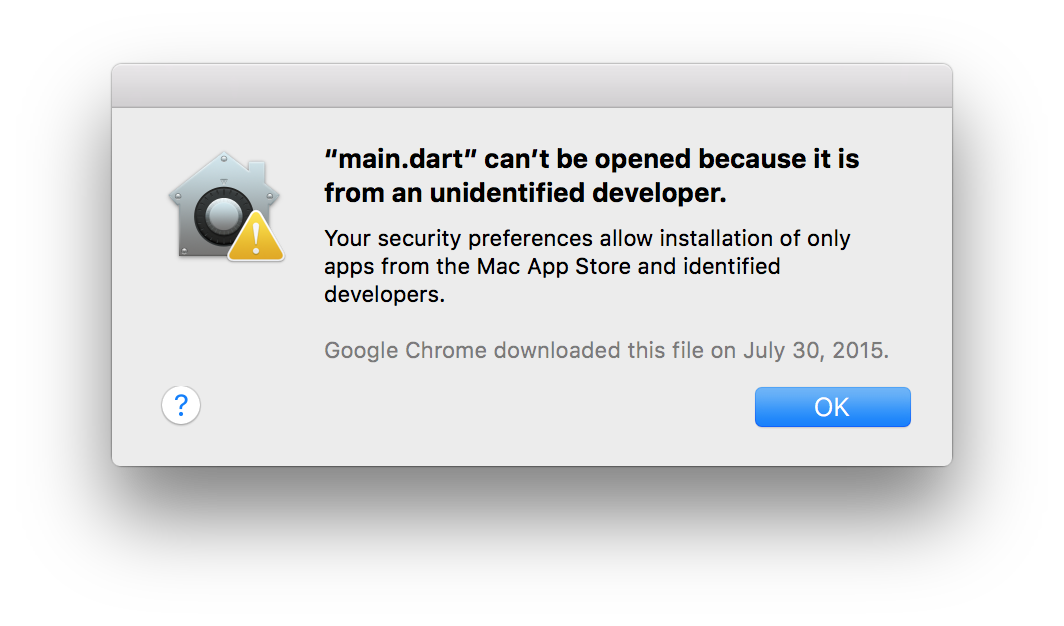 “main.dart” can’t be opened because it is
from an unidentified developer.
Your security preferences allow installation of only
apps from the Mac App Store and identified
developers.
Google Chrome downloaded this file on July 30, 2015.
?
OK